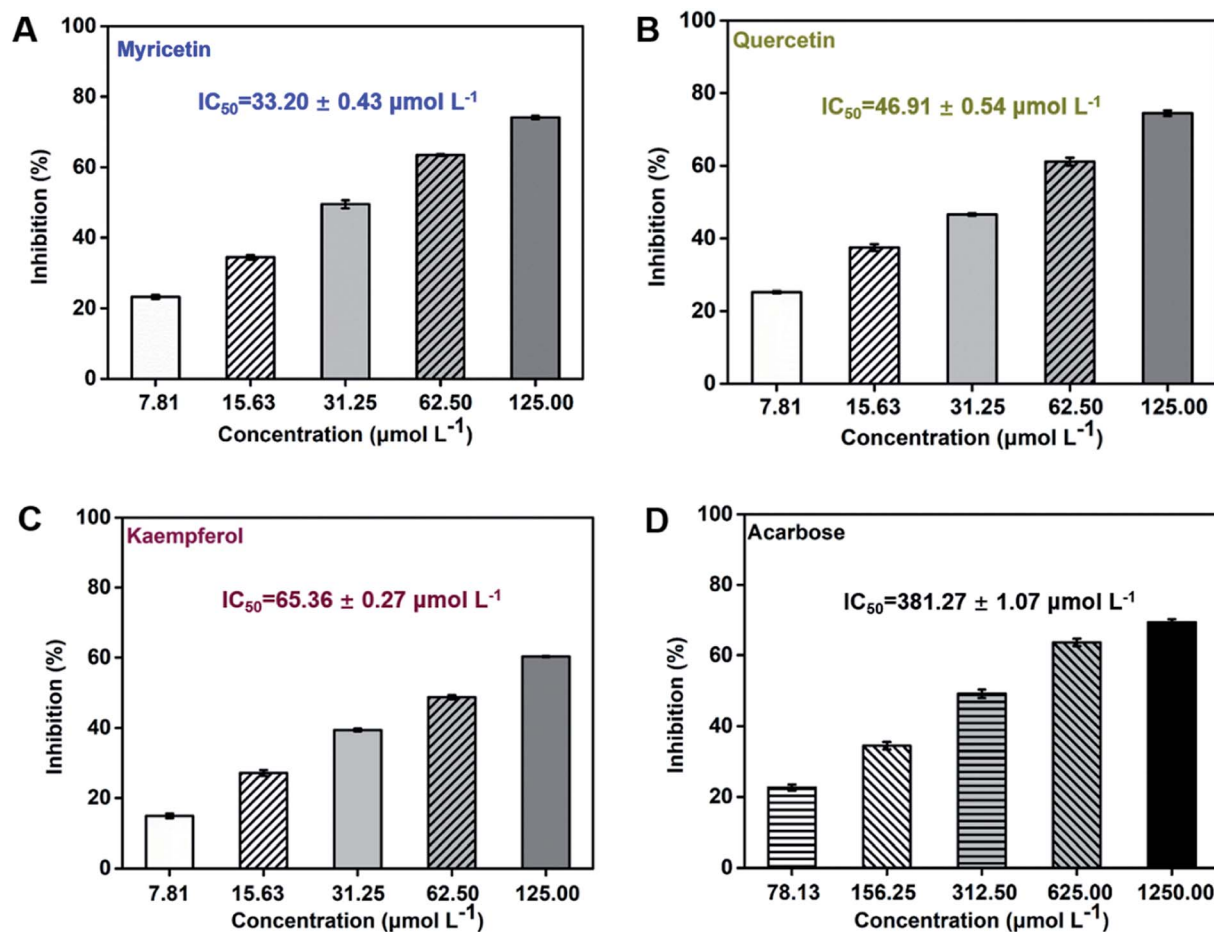 A
Myricetin
IC50=33.20 ± 0.43 µmol L-1
Inhibition (%)
100
80
60
40
20
0
7.81 15.63 31.25 62.50 125.00
Concentration (µmol L-1)
B
Quercetin
IC50=46.91 ± 0.54 µmol L-1
Inhibition (%)
100
80
60
40
20
0
7.81 15.63 31.25 62.50 125.00
Concentration (µmol L-1)
C
Kaempferol
IC50=65.36 ± 0.27 µmol L-1
Inhibition (%)
100
80
60
40
20
0
7.81 15.63 31.25 62.50 125.00
Concentration (µmol L-1)
D
Acarbose
IC50=381.27 ± 1.07 µmol L-1
Inhibition (%)
100
80
60
40
20
0
78.13 156.25 312.50 625.00 1250.00
Concentration (µmol L-1)